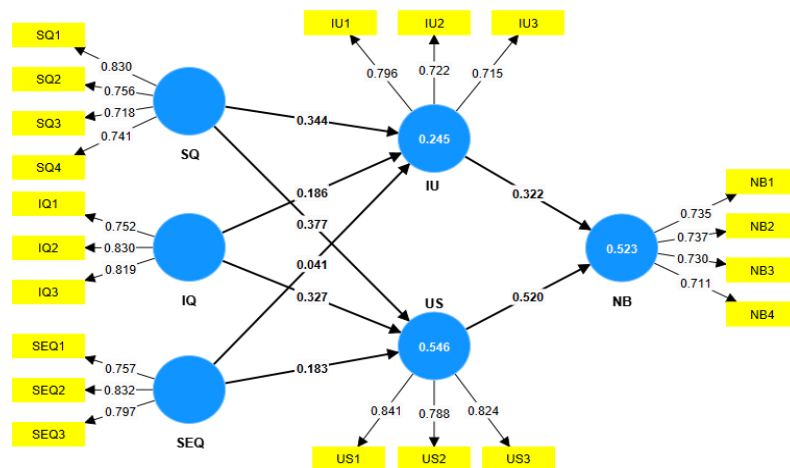 SQ1
SQ2
SQ3
SQ4
0.830
0.756
0.718
0.741
SQ
IQ1
IQ2
IQ3
0.752
0.830
0.819
IQ
SEQ1
SEQ2
SEQ3
0.757
0.832
0.797
SEQ
0.344
0.186
0.377
0.041
0.327
0.183
IU1
IU2
IU3
0.796
0.722
0.715
0.245
IU
US
0.546
0.841
0.788
0.824
US1
US2
US3
0.322
0.520
0.523
NB
0.735
0.737
0.730
0.711
NB1
NB2
NB3
NB4